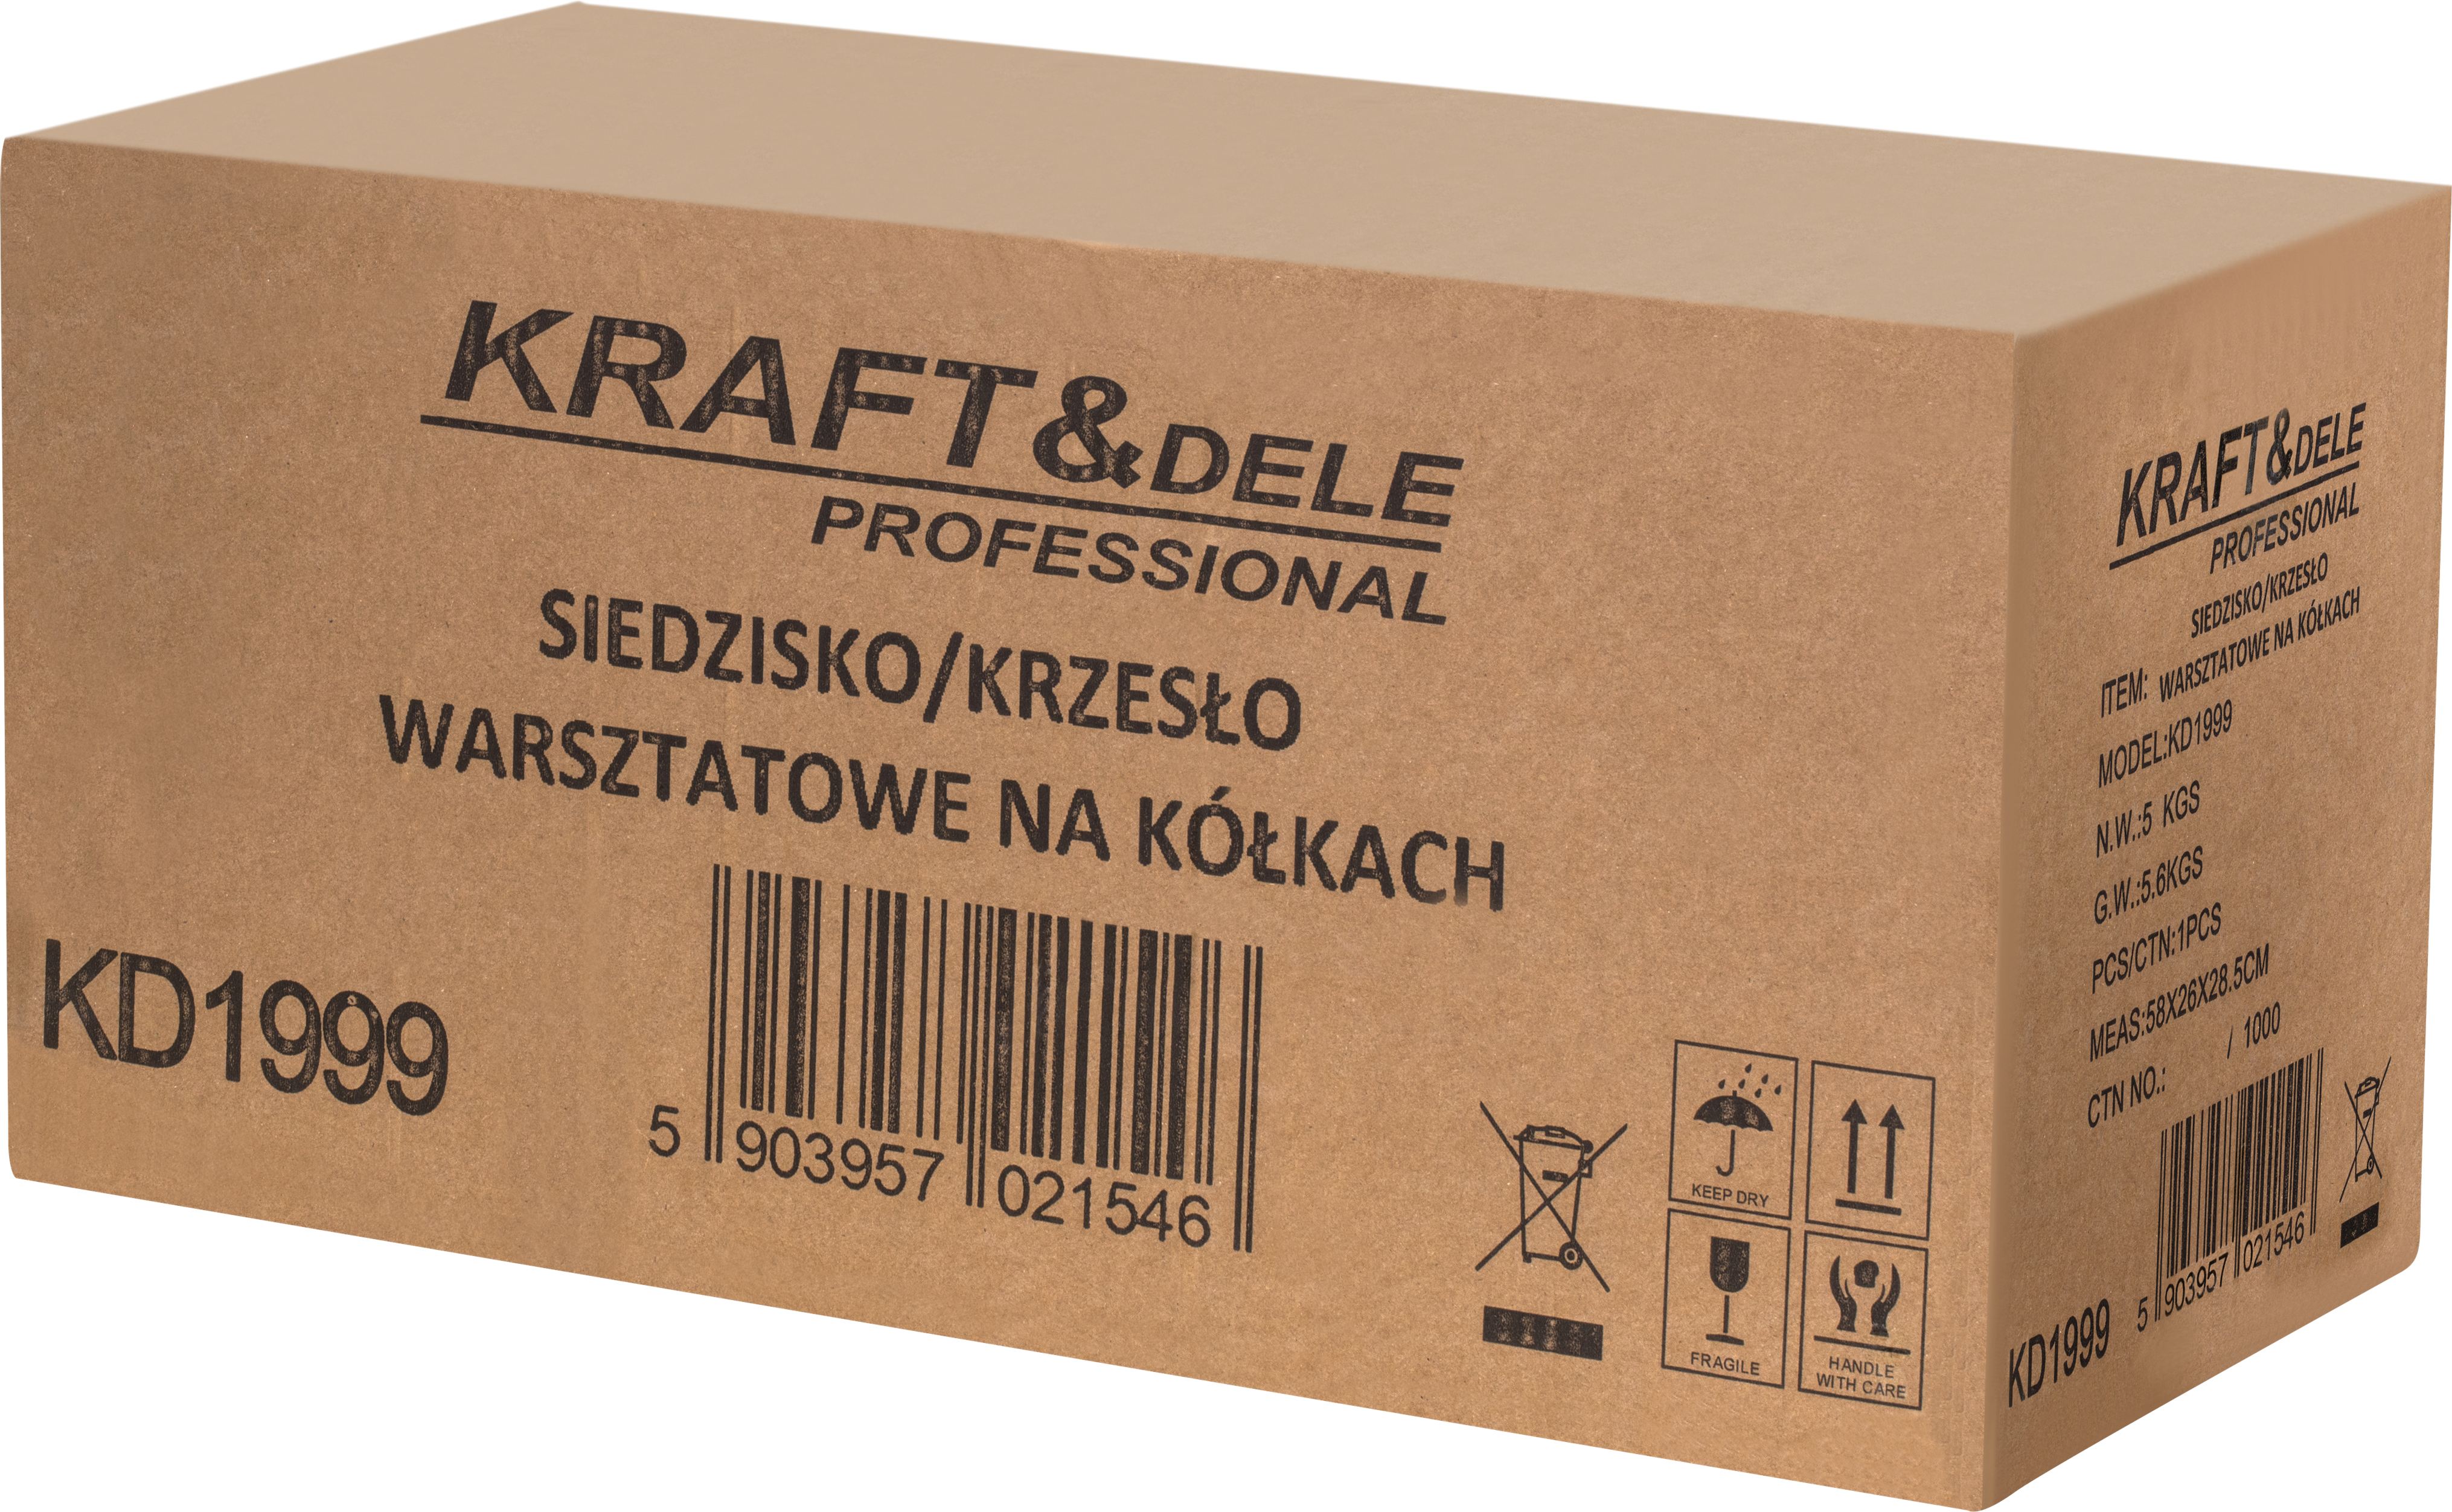 KRAFT&DELE
PROFESSIONAL
SIEDZISKO/KRZESŁO
WARSZTATOWE NA KÓŁKACH
KD1999
5 903957 021546
KEEP DRY
FRAGILE
HANDLE
WITH CARE
KRAFT&DELE
PROFESSIONAL
SIEDZISKO/KRZESŁO
ITEM: WARSZTATOWE NA KÓŁKACH
MODEL:KD1999
N.W.:5 KGS
G.W.:5.6KGS
PCS/CTN:1PCS
MEAS:58X26X28.5CM
CTN NO.: / 1000
5 903957 021546
KD1999